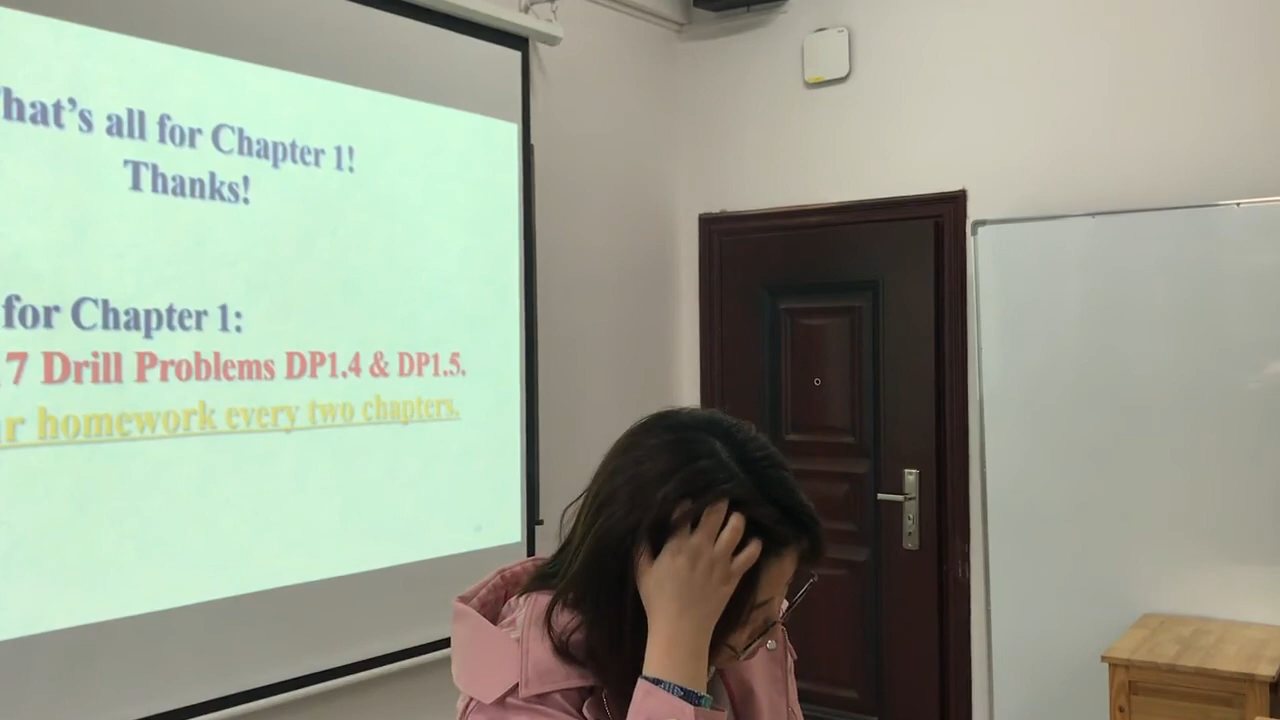 hat's all for Chapter 1!
Thanks!
for Chapter 1:
7 Drill Problems DP1.4 & DP1.5.
r homework every two chapters.